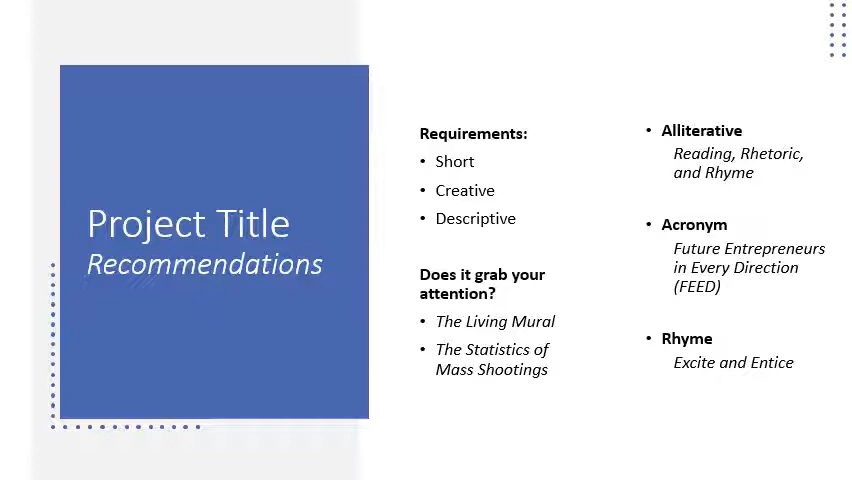 Project Title
Recommendations
Requirements:
• Short
• Creative
• Descriptive
Does it grab your
attention?
• The Living Mural
• The Statistics of
Mass Shootings
• Alliterative
Reading, Rhetoric,
and Rhyme
• Acronym
Future Entrepreneurs
in Every Direction
(FEED)
• Rhyme
Excite and Entice